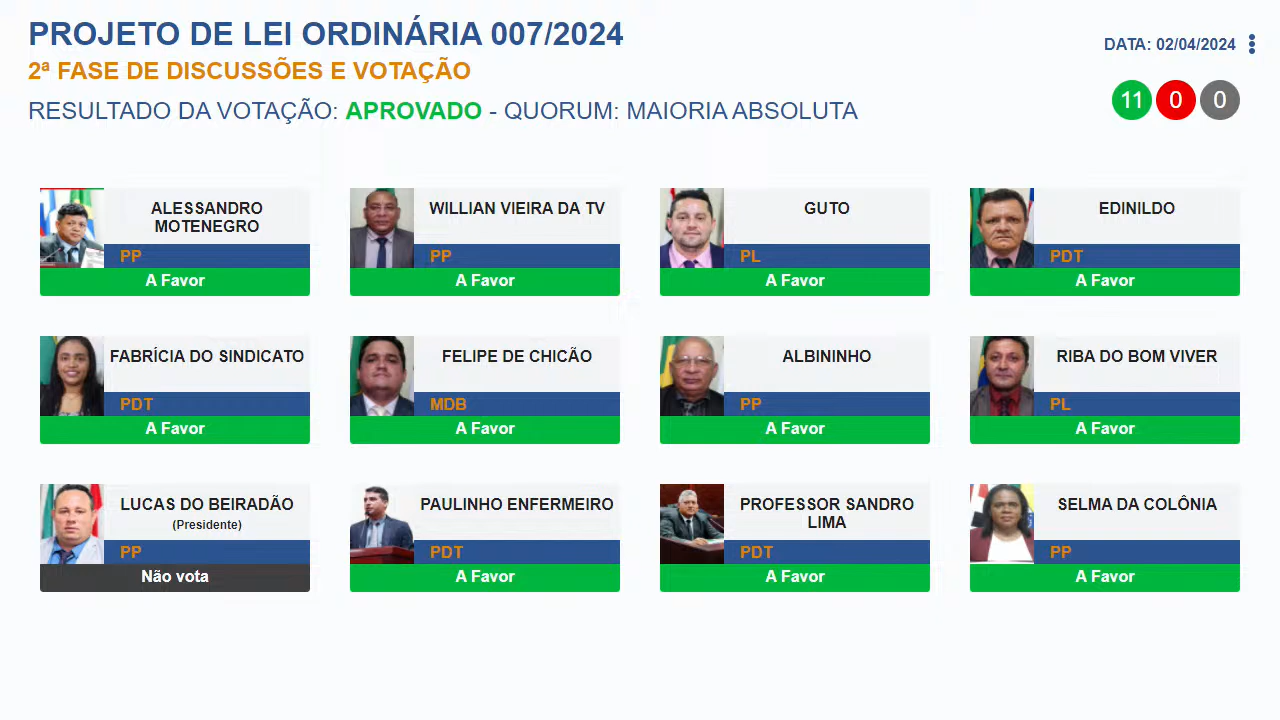 PROJETO DE LEI ORDINÁRIA 007/2024
DATA: 02/04/2024
2ª FASE DE DISCUSSÕES E VOTAÇÃO
RESULTADO DA VOTAÇÃO: APROVADO - QUORUM: MAIORIA ABSOLUTA
11 0 0
ALESSANDRO
MOTENEGRO
PP
A Favor
WILLIAN VIEIRA DA TV
PP
A Favor
GUTO
PL
A Favor
EDINILDO
PDT
A Favor
FABRÍCIA DO SINDICATO
PDT
A Favor
FELIPE DE CHICÃO
MDB
A Favor
ALBININHO
PP
A Favor
RIBA DO BOM VIVER
PL
A Favor
LUCAS DO BEIRADÃO
(Presidente)
PP
Não vota
PAULINHO ENFERMEIRO
PDT
A Favor
PROFESSOR SANDRO
LIMA
PDT
A Favor
SELMA DA COLÔNIA
PP
A Favor